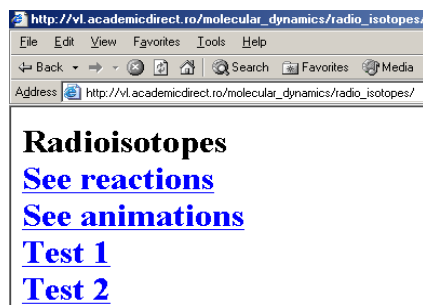 http://vl.academicdirect.ro/molecular_dynamics/radio_isotopes/
File Edit View Favorites Tools Help
Back Search Favorites Media
Address http://vl.academicdirect.ro/molecular_dynamics/radio_isotopes/
Radioisotopes
See reactions
See animations
Test 1
Test 2